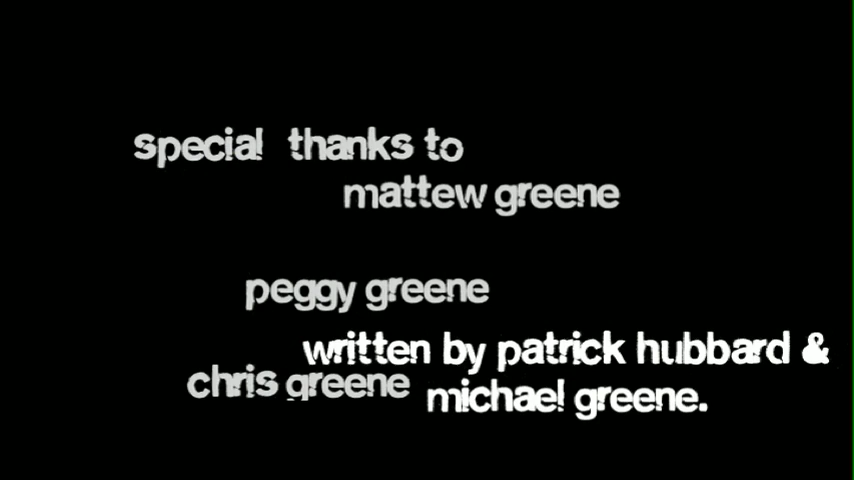 special thanks to
mattew greene
peggy greene
written by patrick hubbard &
chris greene
michael greene.